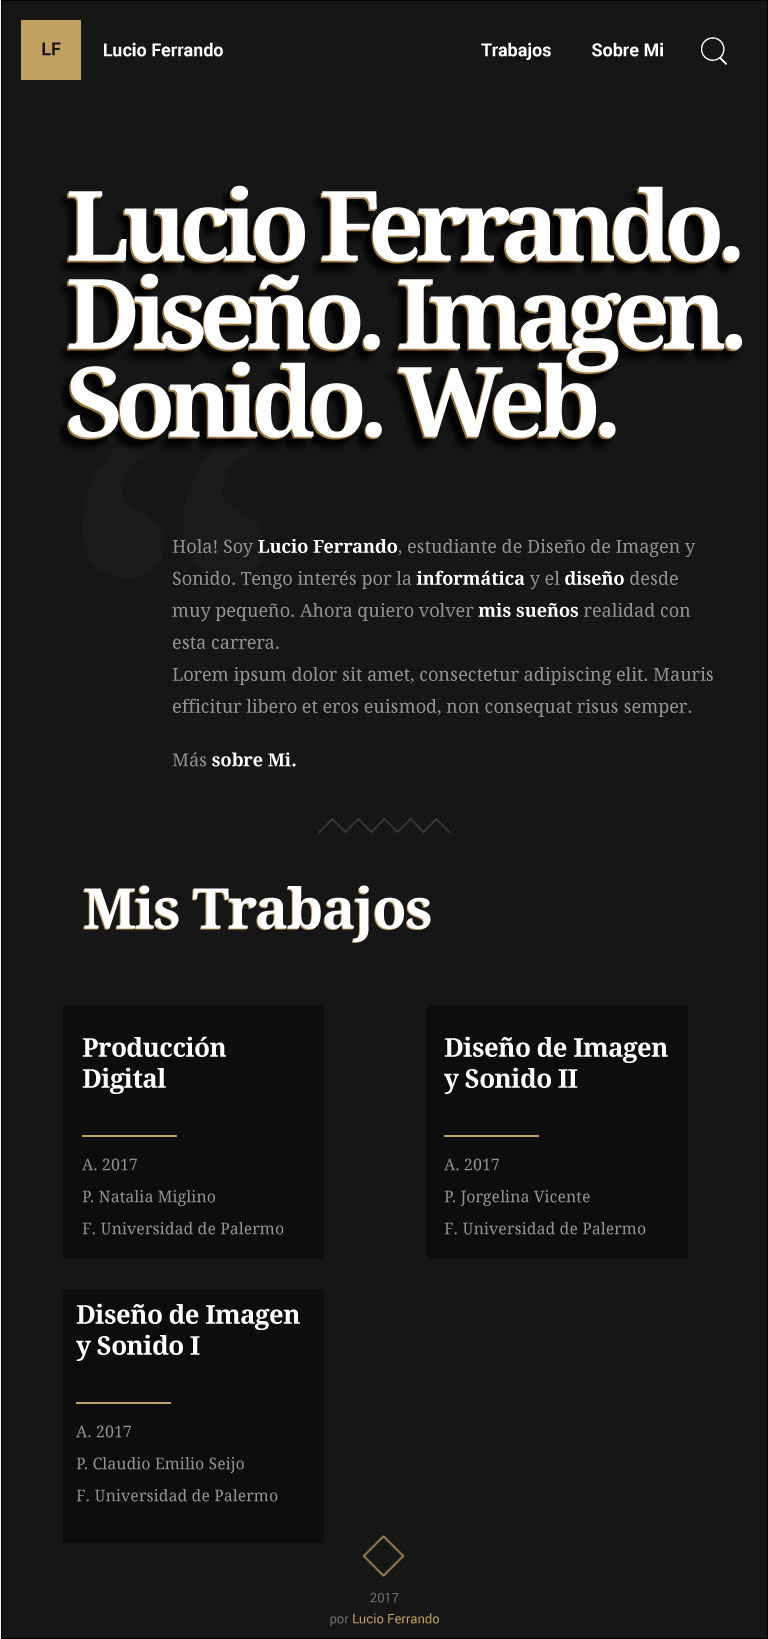 LF
Lucio Ferrando
Trabajos
Sobre Mi
Lucio Ferrando.
Diseño. Imagen.
Sonido. Web.
“
Hola! Soy Lucio Ferrando, estudiante de Diseño de Imagen y
Sonido. Tengo interés por la informática y el diseño desde
muy pequeño. Ahora quiero volver mis sueños realidad con
esta carrera.
Lorem ipsum dolor sit amet, consectetur adipiscing elit. Mauris
efficitur libero et eros euismod, non consequat risus semper.
Más sobre Mi.
Mis Trabajos
Producción
Digital
A. 2017
P. Natalia Miglino
F. Universidad de Palermo
Diseño de Imagen
y Sonido II
A. 2017
P. Jorgelina Vicente
F. Universidad de Palermo
Diseño de Imagen
y Sonido I
A. 2017
P. Claudio Emilio Seijo
F. Universidad de Palermo
2017
por Lucio Ferrando